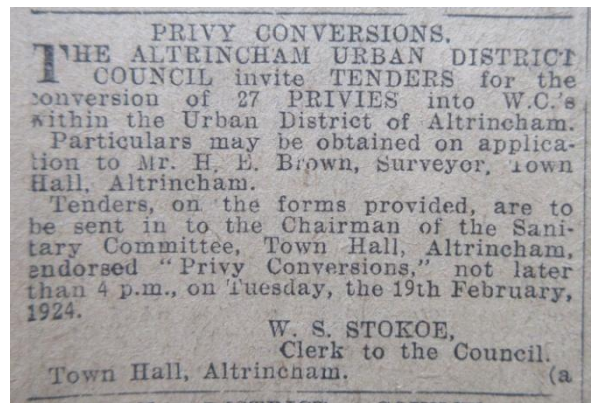 PRIVY CONVERSIONS.
THE ALTRINCHAM URBAN DISTRICT
COUNCIL invite TENDERS for the
conversion of 27 PRIVIES into W.C.'s
within the Urban District of Altrincham.
Particulars may be obtained on applica-
tion to Mr. H. E. Brown, Surveyor, Town
Hall, Altrincham.
Tenders, on the forms provided, are to
be sent in to the Chairman of the Sani-
tary Committee, Town Hall, Altrincham,
endorsed "Privy Conversions," not later
than 4 p.m., on Tuesday, the 19th February,
1924.
W. S. STOKOE,
Clerk to the Council.
Town Hall, Altrincham. (a